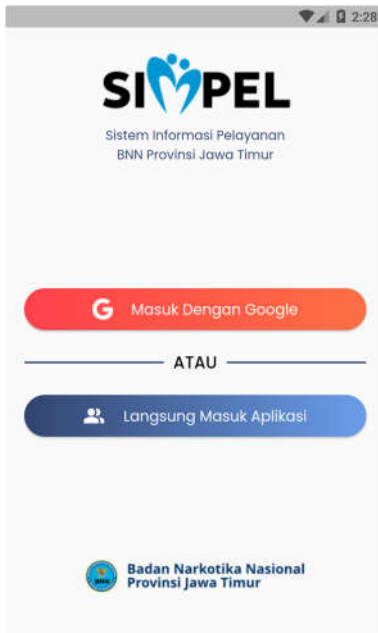 2:28
SIMPEL
Sistem Informasi Pelayanan
BNN Provinsi Jawa Timur
G Masuk Dengan Google
ATAU
Langsung Masuk Aplikasi
BNN
Badan Narkotika Nasional
Provinsi Jawa Timur